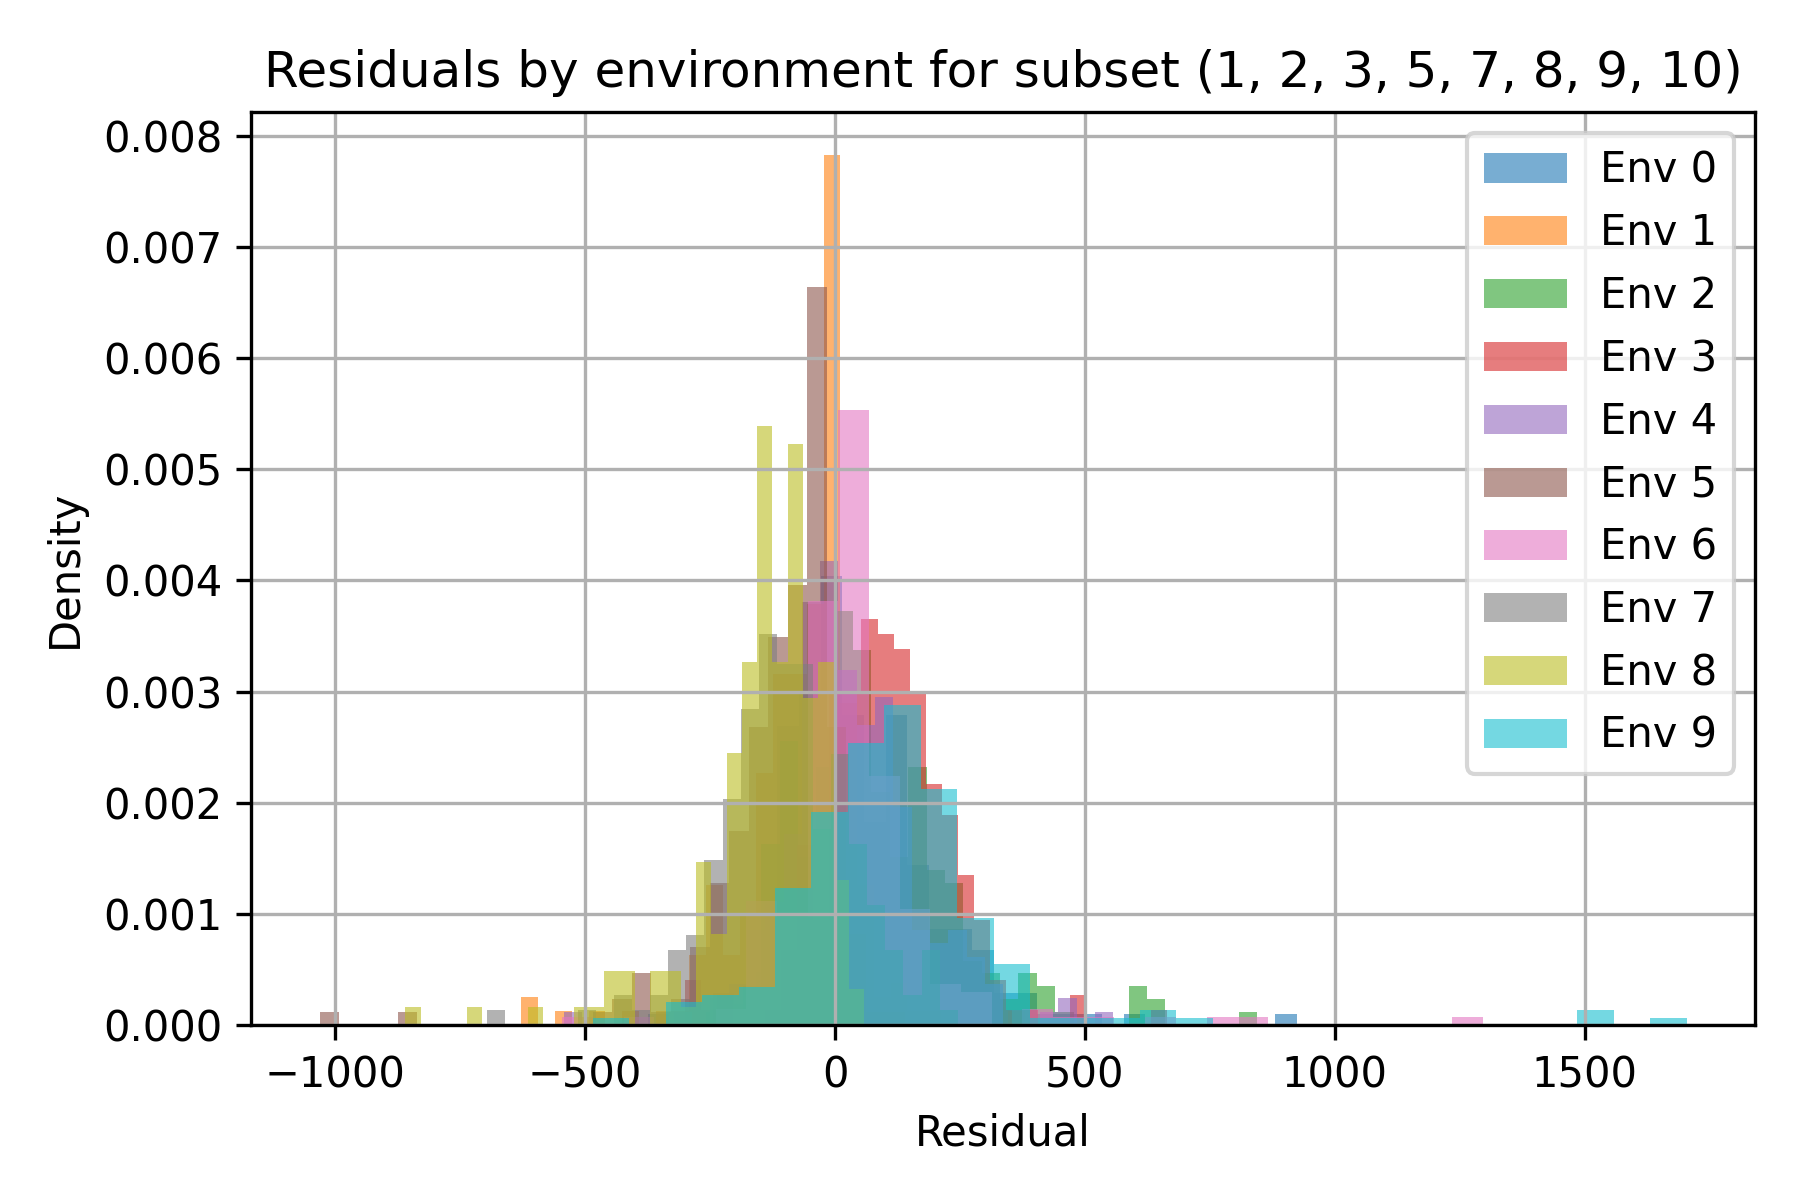 Residuals by environment for subset (1, 2, 3, 5, 7, 8, 9, 10)
0.008
0.007
0.006
0.005
0.004
0.003
0.002
0.001
0.000
Density
−1000
−500
0
500
1000
1500
Residual
Env 0
Env 1
Env 2
Env 3
Env 4
Env 5
Env 6
Env 7
Env 8
Env 9